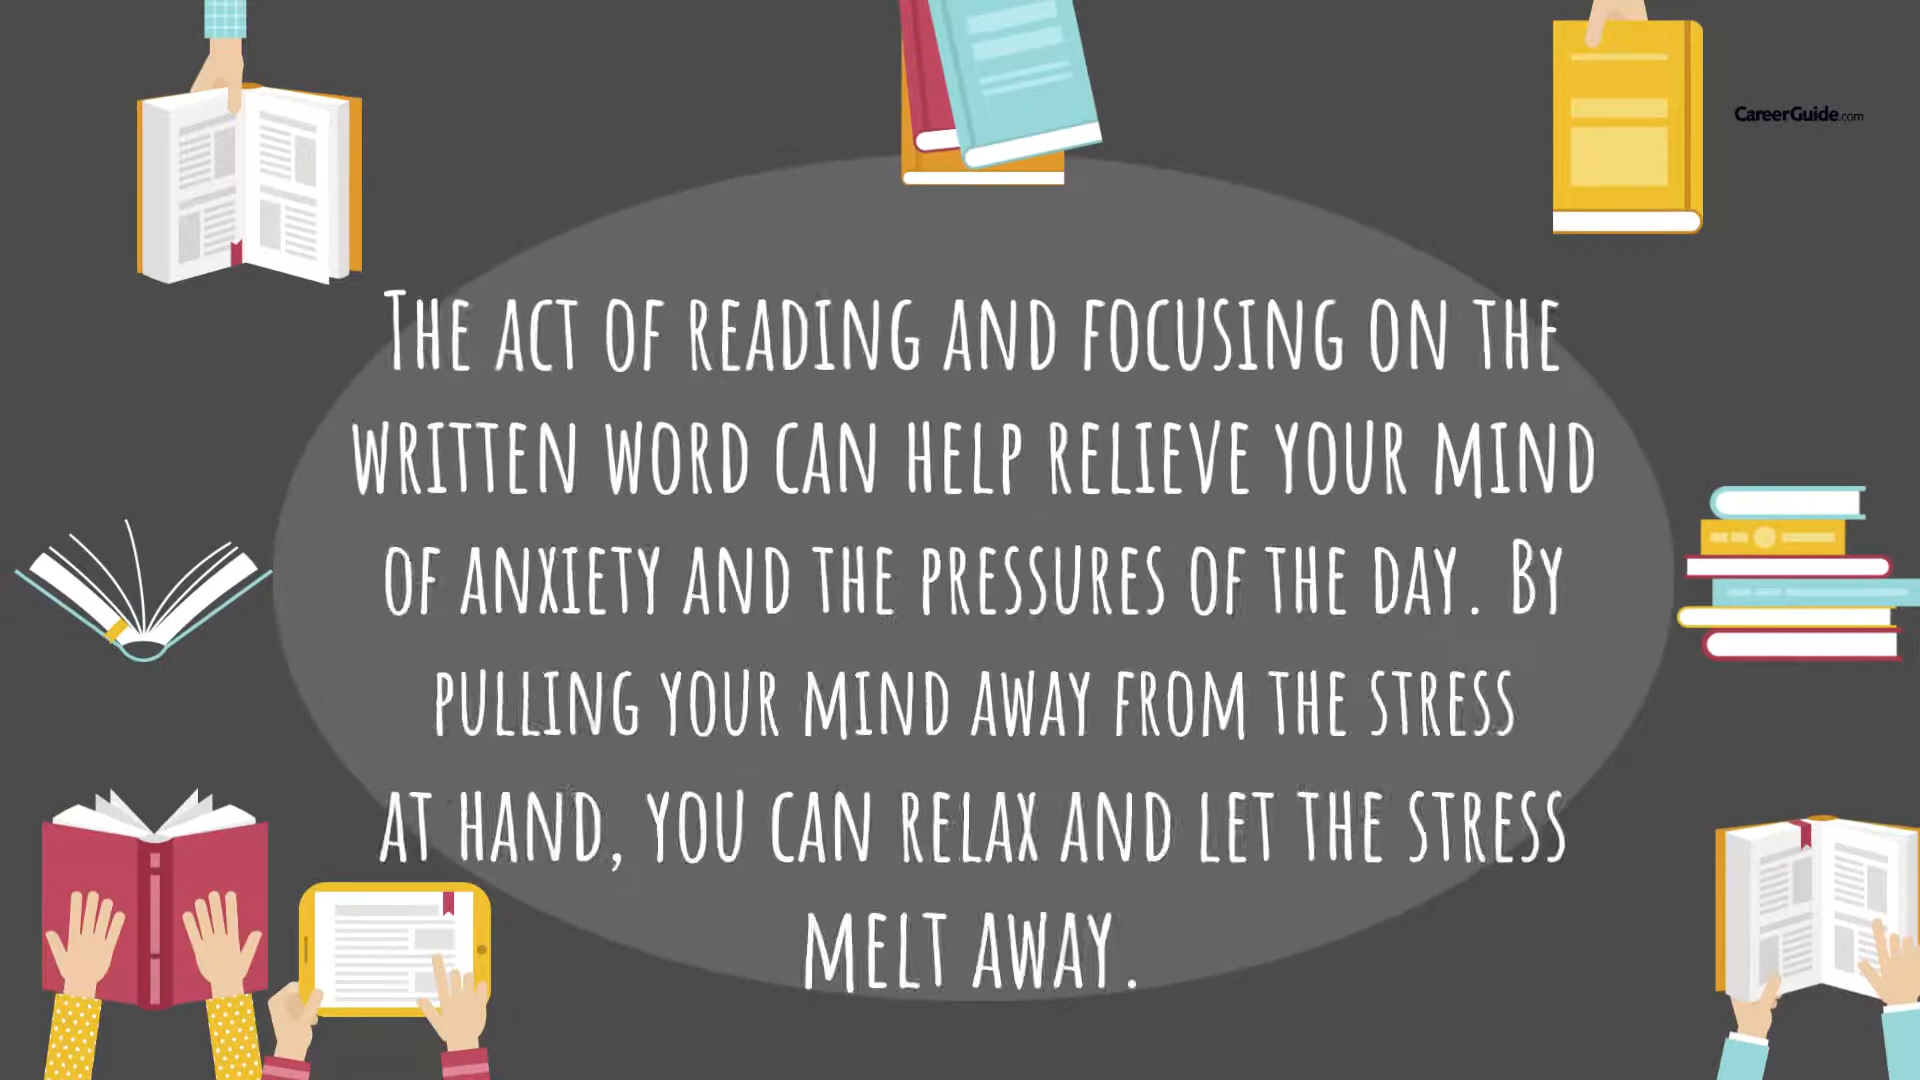 CareerGuide.com
The act of reading and focusing on the
written word can help relieve your mind
of anxiety and the pressures of the day. By
pulling your mind away from the stress
at hand, you can relax and let the stress
melt away.